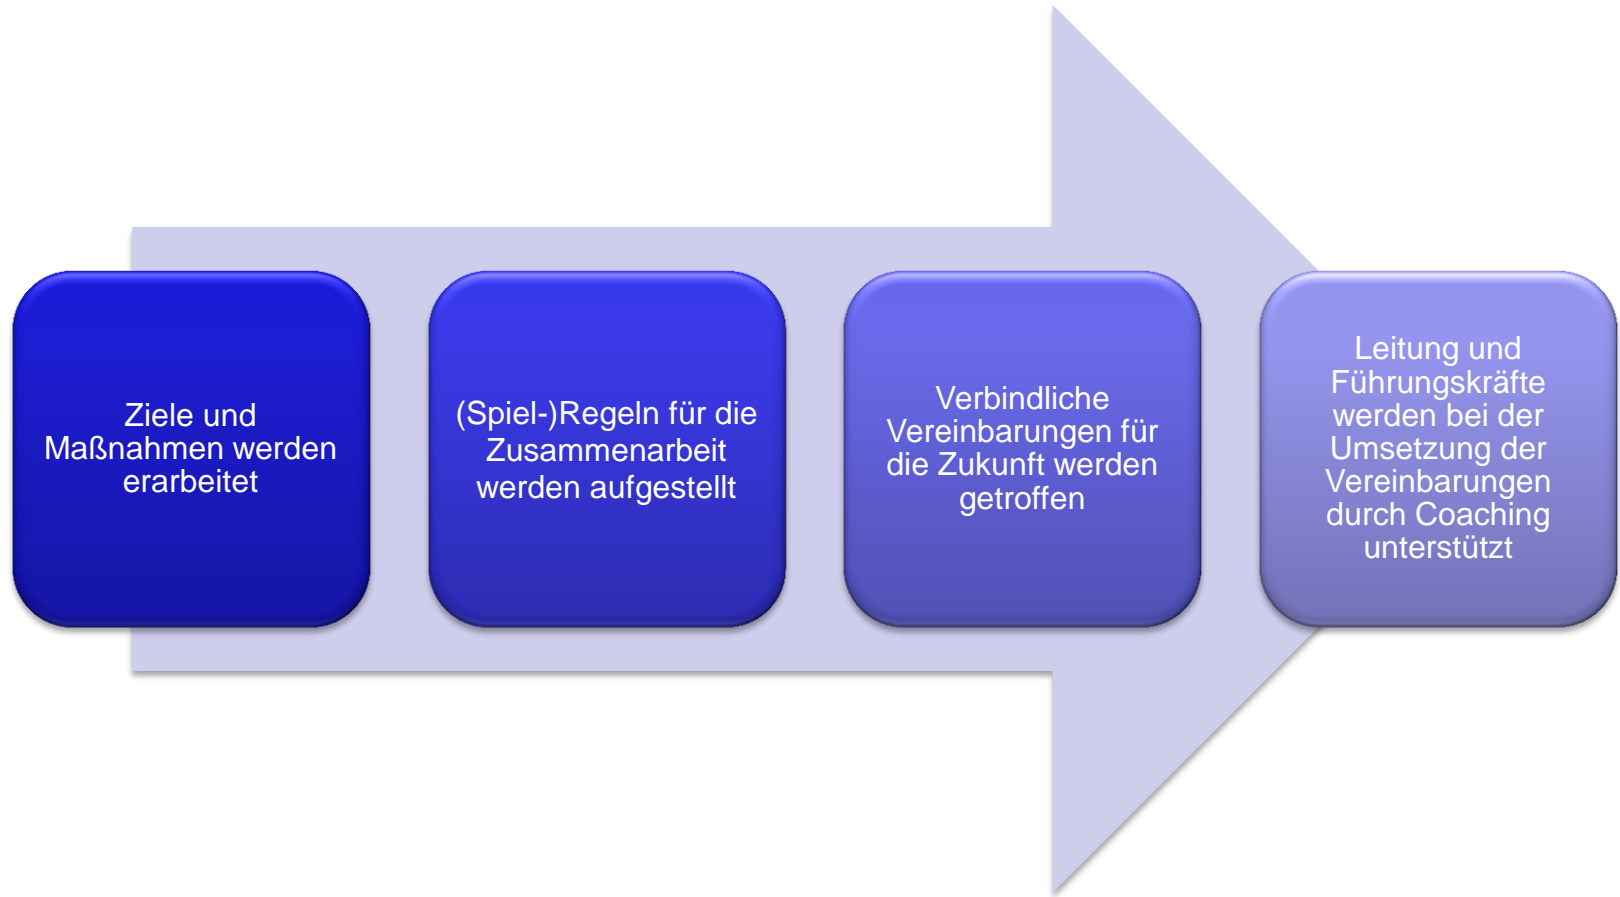 Ziele und
Maßnahmen werden
erarbeitet
(Spiel-)Regeln für die
Zusammenarbeit
werden aufgestellt
Verbindliche
Vereinbarungen für
die Zukunft werden
getroffen
Leitung und
Führungskräfte
werden bei der
Umsetzung der
Vereinbarungen
durch Coaching
unterstützt